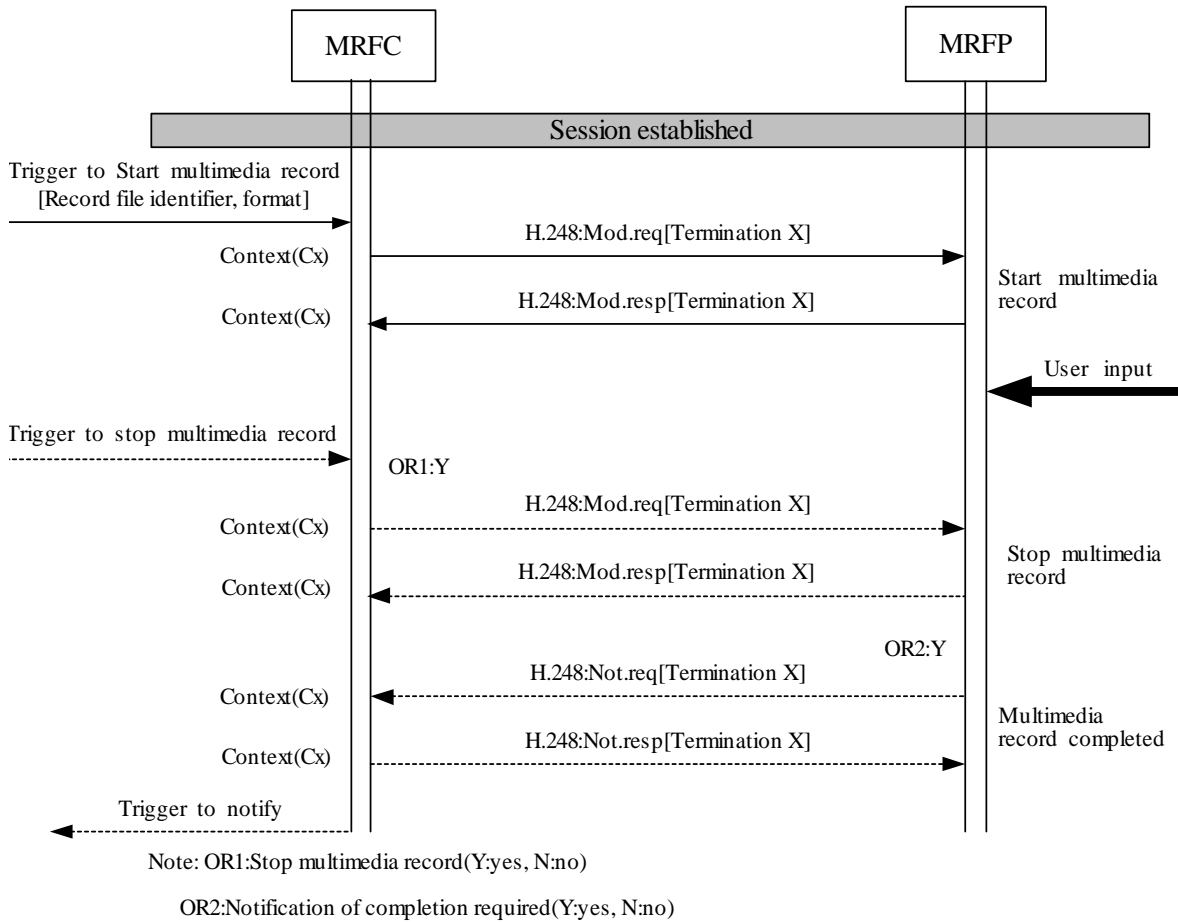 MRFC
MRFP
Session established
Trigger to Start multimedia record
[Record file identifier, format]
H.248:Mod.req[Termination X]
Context(Cx)
Start multimedia
record
H.248:Mod.resp[Termination X]
Context(Cx)
User input
Trigger to stop multimedia record
OR1:Y
H.248:Mod.req[Termination X]
Context(Cx)
Stop multimedia
record
H.248:Mod.resp[Termination X]
Context(Cx)
OR2:Y
H.248:Not.req[Termination X]
Context(Cx)
Multimedia
record completed
H.248:Not.resp[Termination X]
Context(Cx)
Trigger to notify
Note: OR1:Stop multimedia record(Y:yes, N:no)
OR2:Notification of completion required(Y:yes, N:no)